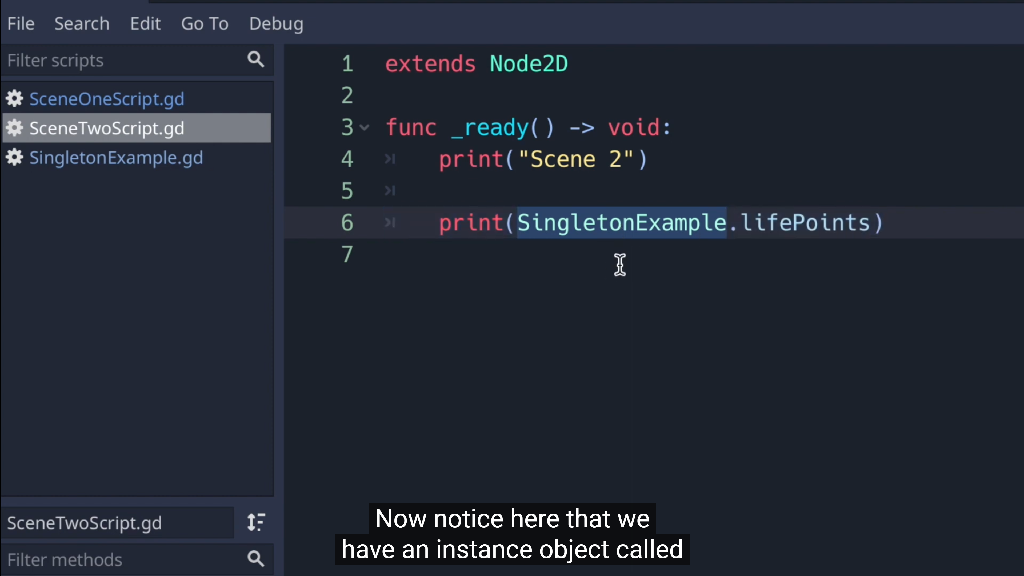 File Search Edit Go To Debug
Filter scripts
SceneOneScript.gd
SceneTwoScript.gd
SingletonExample.gd
SceneTwoScript.gd
Filter methods
1 extends Node2D
2
3 func _ready() -> void:
4 print("Scene 2")
5
6 print(SingletonExample.lifePoints)
7
Now notice here that we
have an instance object called